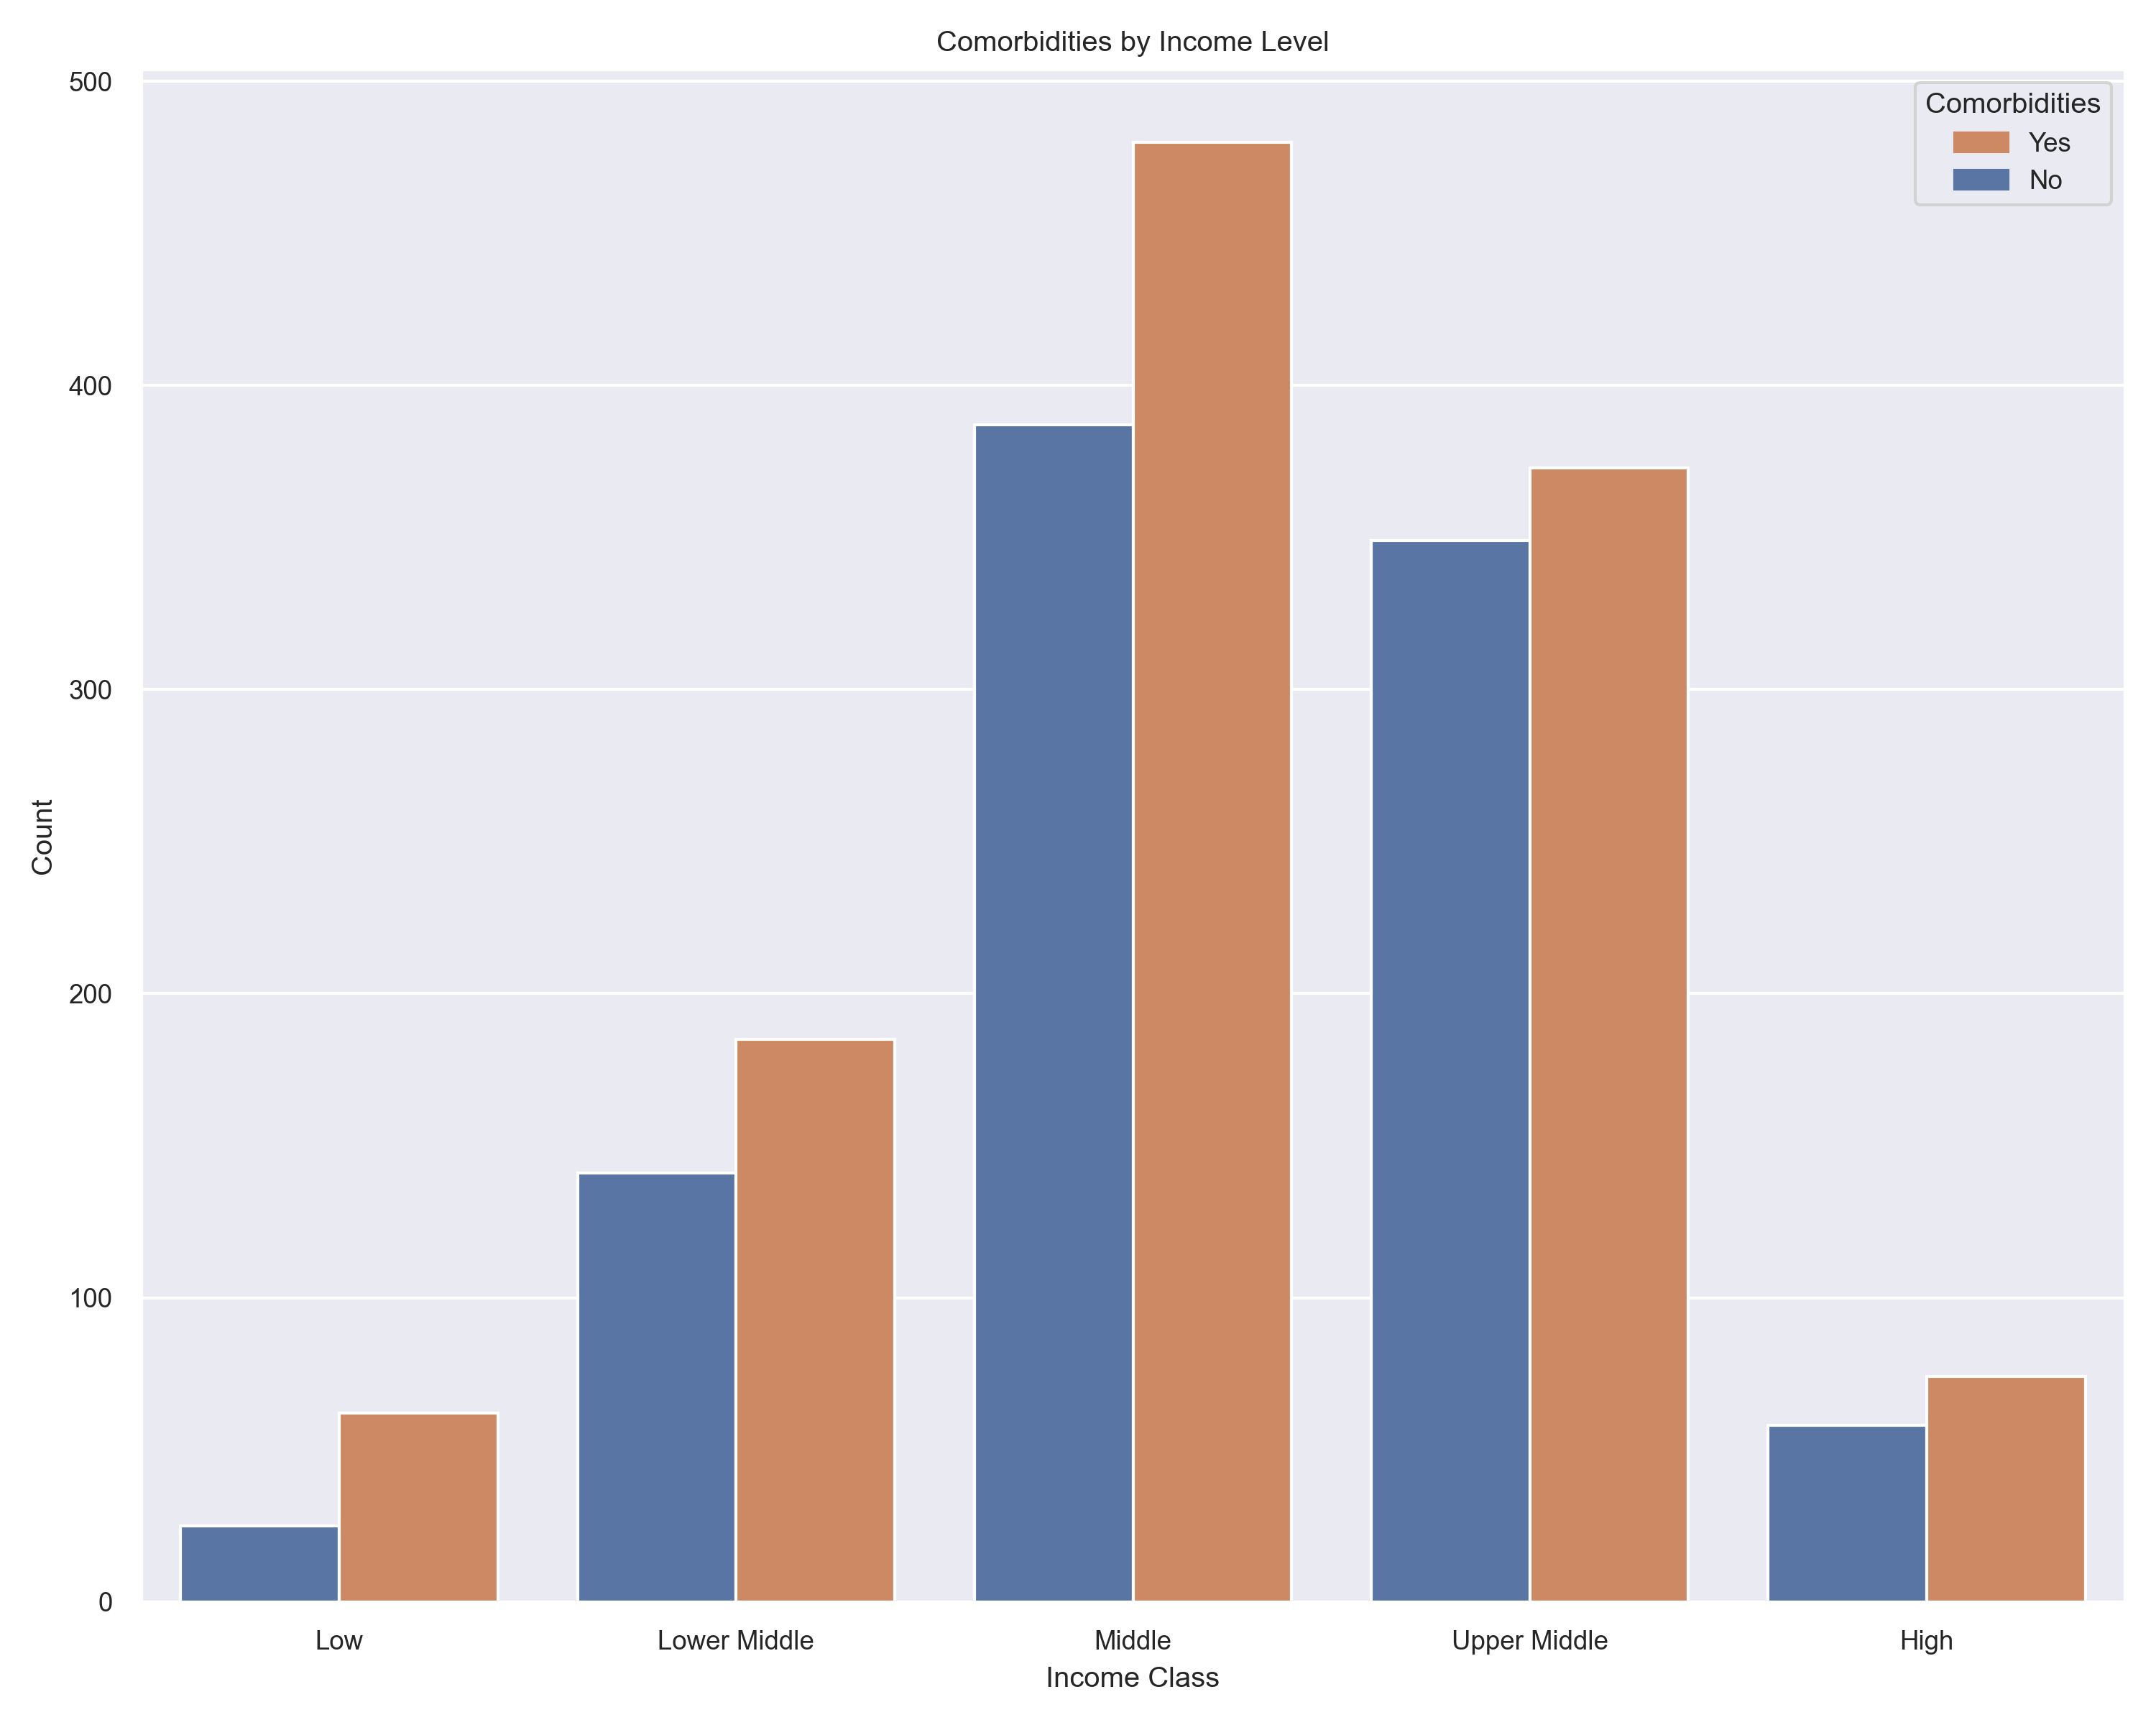 Comorbidities by Income Level
500
400
300
200
100
0
Count
Comorbidities
Yes
No
Low
Lower Middle
Middle
Upper Middle
High
Income Class